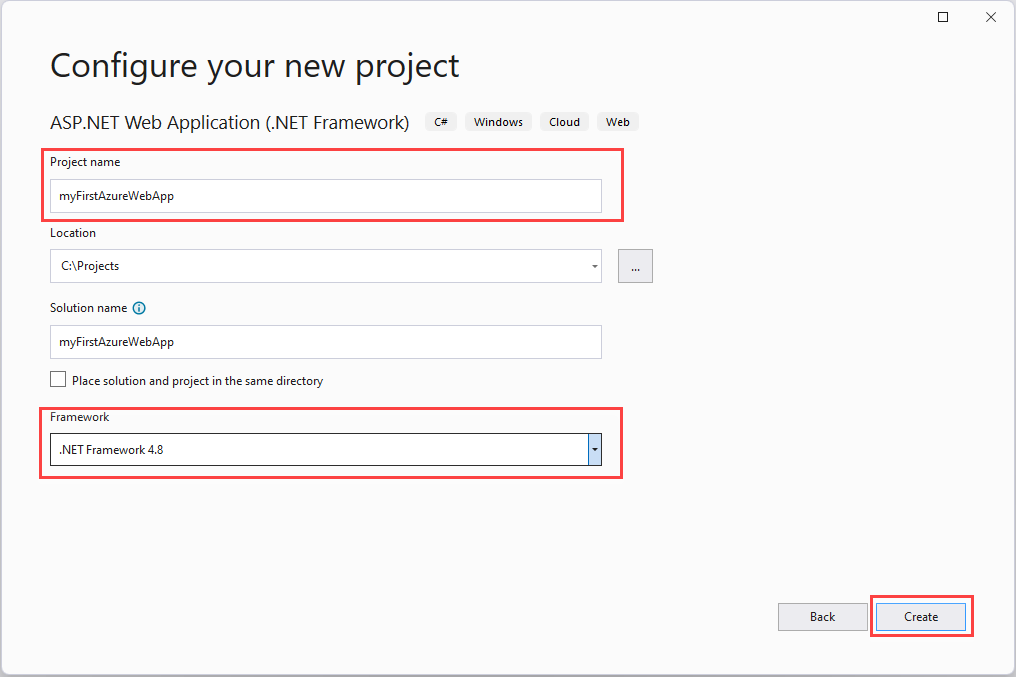 Configure your new project
ASP.NET Web Application (.NET Framework) C# Windows Cloud Web
Project name
myFirstAzureWebApp
Location
C:\Projects
...
Solution name
myFirstAzureWebApp
Place solution and project in the same directory
Framework
.NET Framework 4.8
Back Create